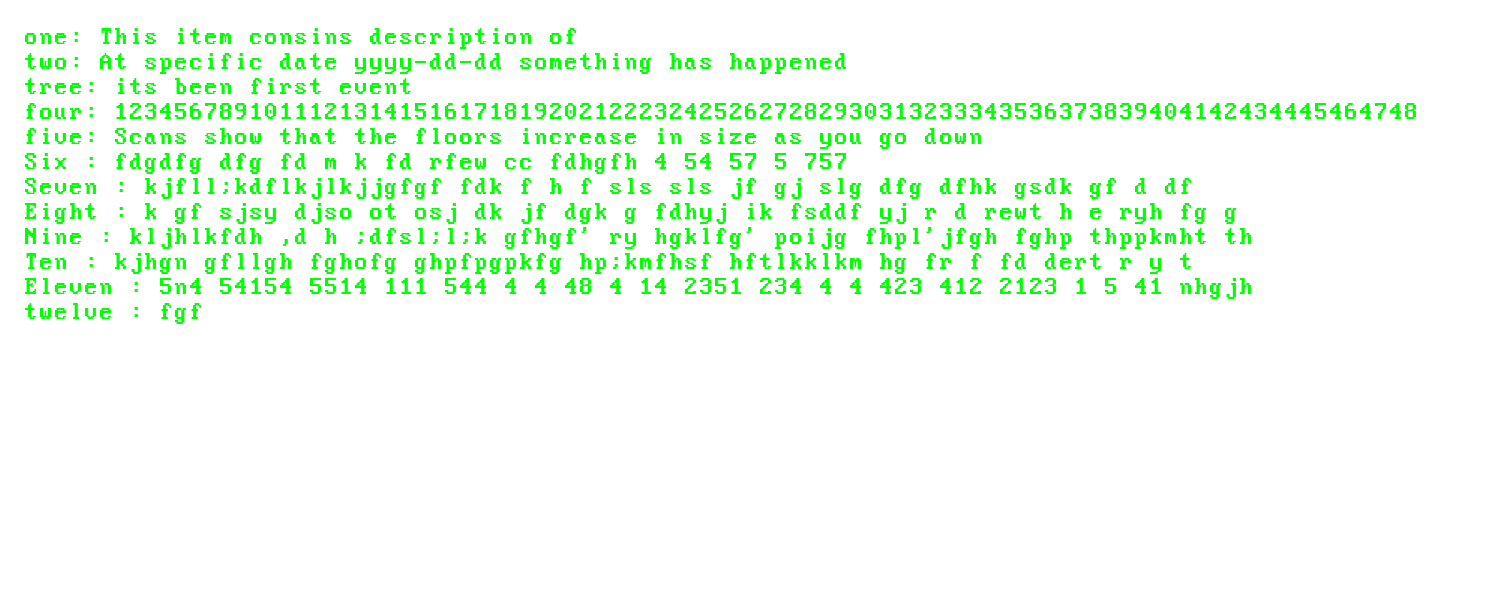 one: This item consins description of
two: At specific date yyyy-dd-dd something has happened
tree: its been first event
four: 123456789101112131415161718192021222324252627282930313233343536373839404142434445464748
five: Scans show that the floors increase in size as you go down
Six : fdgdfg dfg fd m k fd rfew cc fdhgfh 4 54 57 5 757
Seven : kjfll;kdflkjlkjjgfgf fdk f h f sls sls jf gj slg dfg dfhk gsdk gf d df
Eight : k gf sjsy djso ot osj dk jf dgk g fdhyj ik fsddf yj r d rewt h e ryh fg g
Nine : kljhlkfdh ,d h ;dfsl;l;k gfhgf' ry hgklfg' poijg fhpl'jfgh fghp thppkmht th
Ten : kjhgn gfllgh fghofg ghpfpgpkfg hp;kmfhsf hftlkklkm hg fr f fd dert r y t
Eleven : 5n4 54154 5514 111 544 4 4 48 4 14 2351 234 4 4 423 412 2123 1 5 41 nhgjh
twelve : fgf